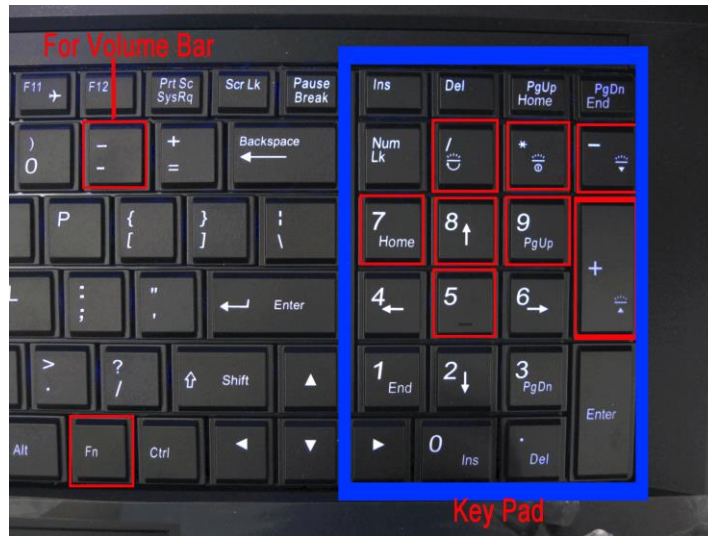 For Volume Bar
F11 F12 Prt Sc Scr Lk Pause Ins Del PgUp PgDn
SysRq Break Home End
) _ + Backspace Num / * -
0 - = Lk
P { } ¦ 7 8 9 +
[ ] \ Home PgUp
L : " Enter 4 5 6
; ' _
> ? Shift 1 2 3 Enter
. / End PgDn
Alt Fn Ctrl 0 .
Ins Del
Key Pad